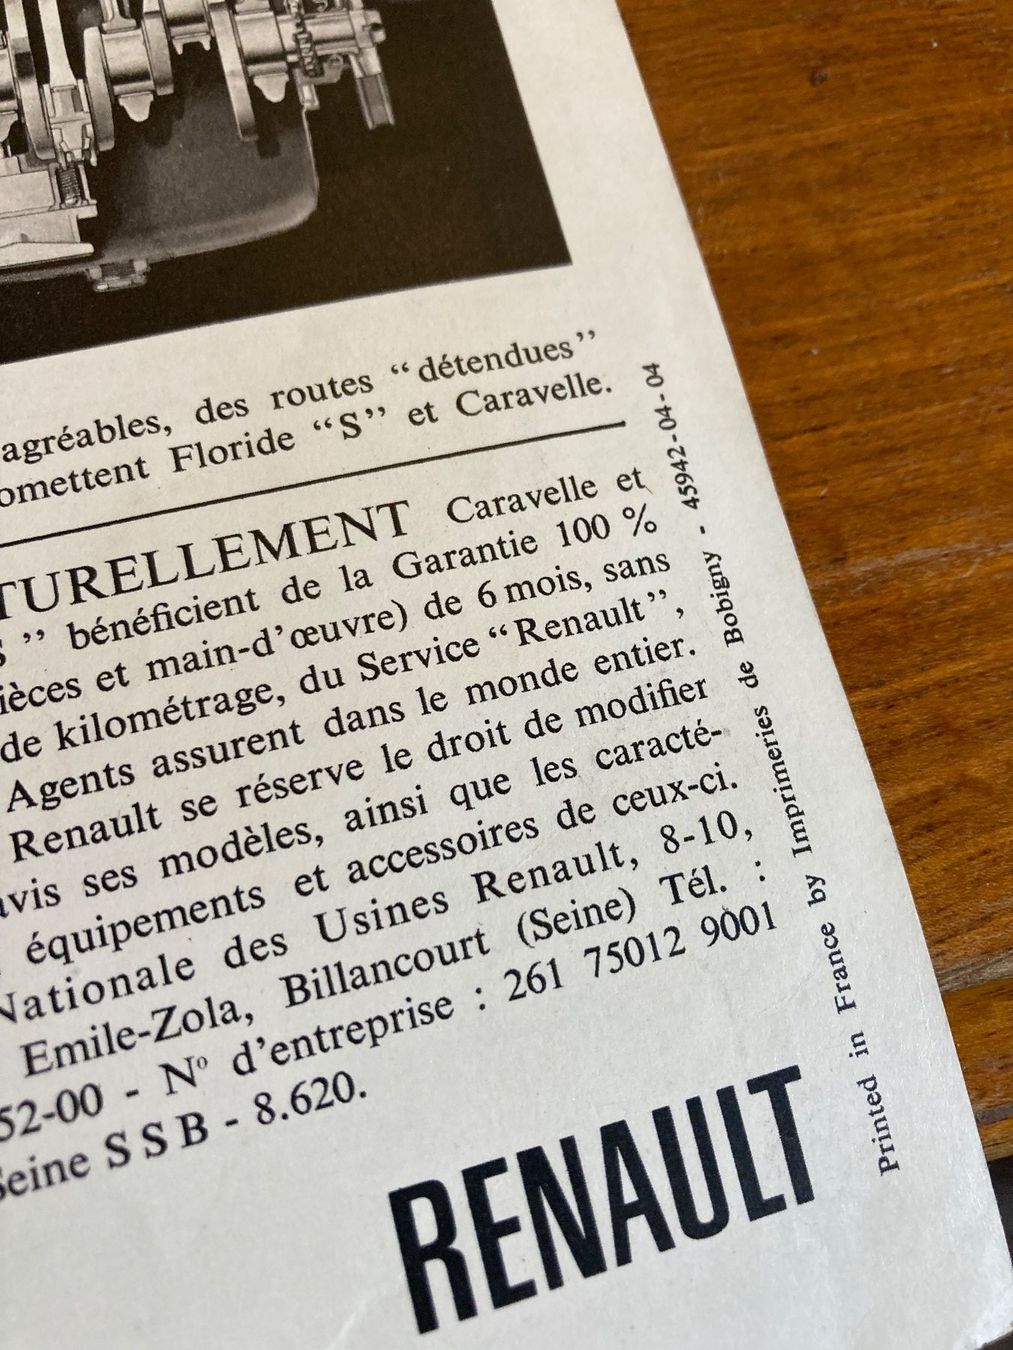 agréables, des routes “détendues”
Floride “S” et Caravelle.
Caravelle et
” bénéficient de la Garantie 100 %
et main-d’œuvre) de 6 mois, sans
de kilométrage, du Service “Renault”,
Agents assurent dans le monde entier.
Renault se réserve le droit de modifier
ses modèles, ainsi que les caracté-
équipements et accessoires de ceux-ci.
Nationale des Usines Renault, 8-10,
Emile-Zola, Billancourt (Seine) Tél. :
52-00 - Nº d’entreprise : 261 75012 9001
Seine SSB - 8.620.
RENAULT
Printed in France by Imprimeries de Bobigny - 45942-04-04